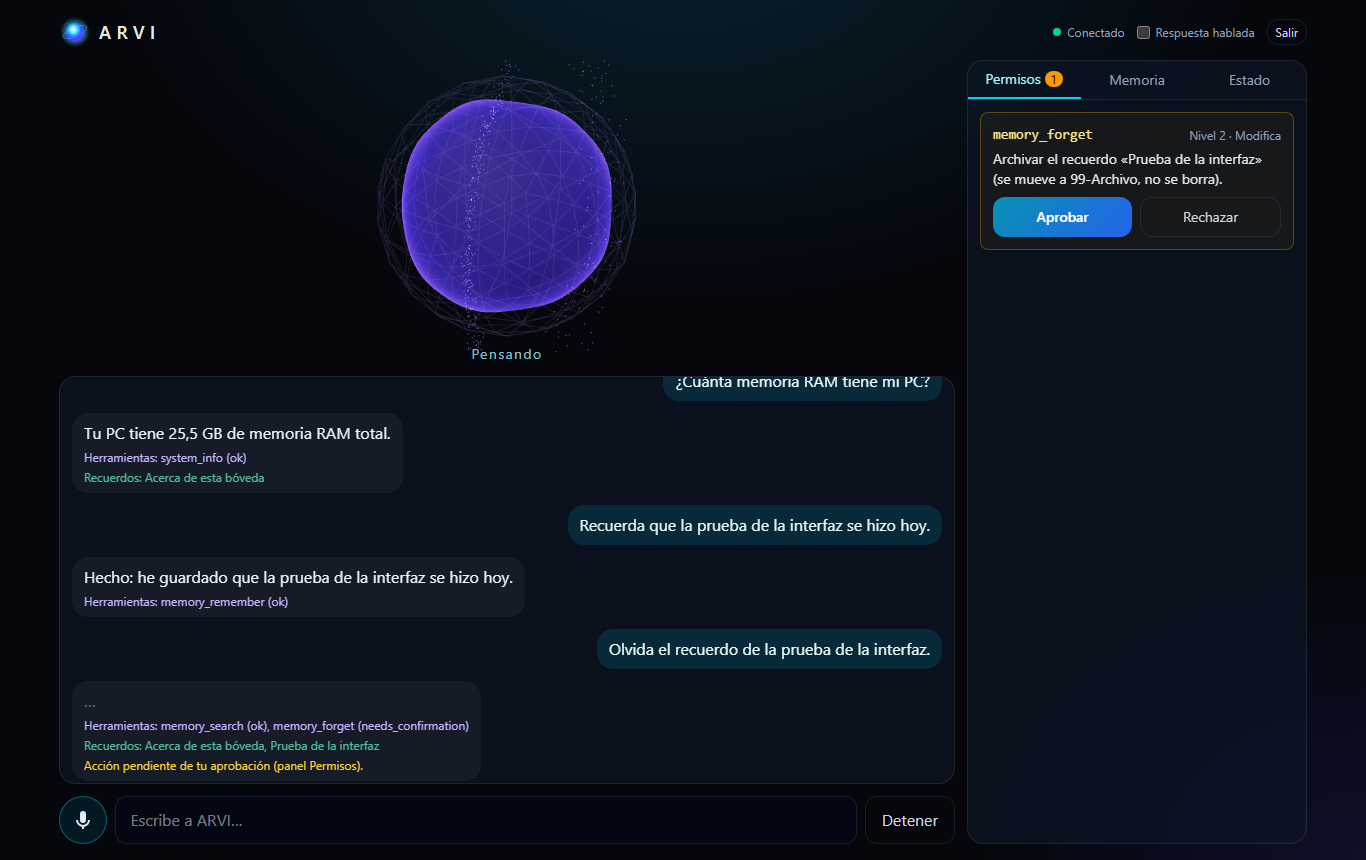 ARVI
Conectado
Respuesta hablada
Salir
Pensando
¿Cuánta memoria RAM tiene mi PC?
Tu PC tiene 25,5 GB de memoria RAM total.
Herramientas: system_info (ok)
Recuerdos: Acerca de esta bóveda
Recuerda que la prueba de la interfaz se hizo hoy.
Hecho: he guardado que la prueba de la interfaz se hizo hoy.
Herramientas: memory_remember (ok)
Olvida el recuerdo de la prueba de la interfaz.
...
Herramientas: memory_search (ok), memory_forget (needs_confirmation)
Recuerdos: Acerca de esta bóveda, Prueba de la interfaz
Acción pendiente de tu aprobación (panel Permisos).
Escribe a ARVI...
Detener
Permisos 1
Memoria
Estado
memory_forget
Nivel 2 · Modifica
Archivar el recuerdo «Prueba de la interfaz»
(se mueve a 99-Archivo, no se borra).
Aprobar
Rechazar